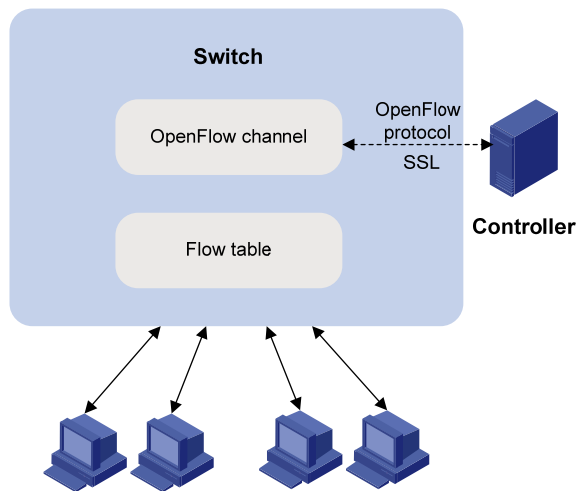 Switch
OpenFlow channel
OpenFlow
protocol
SSL
Controller
Flow table